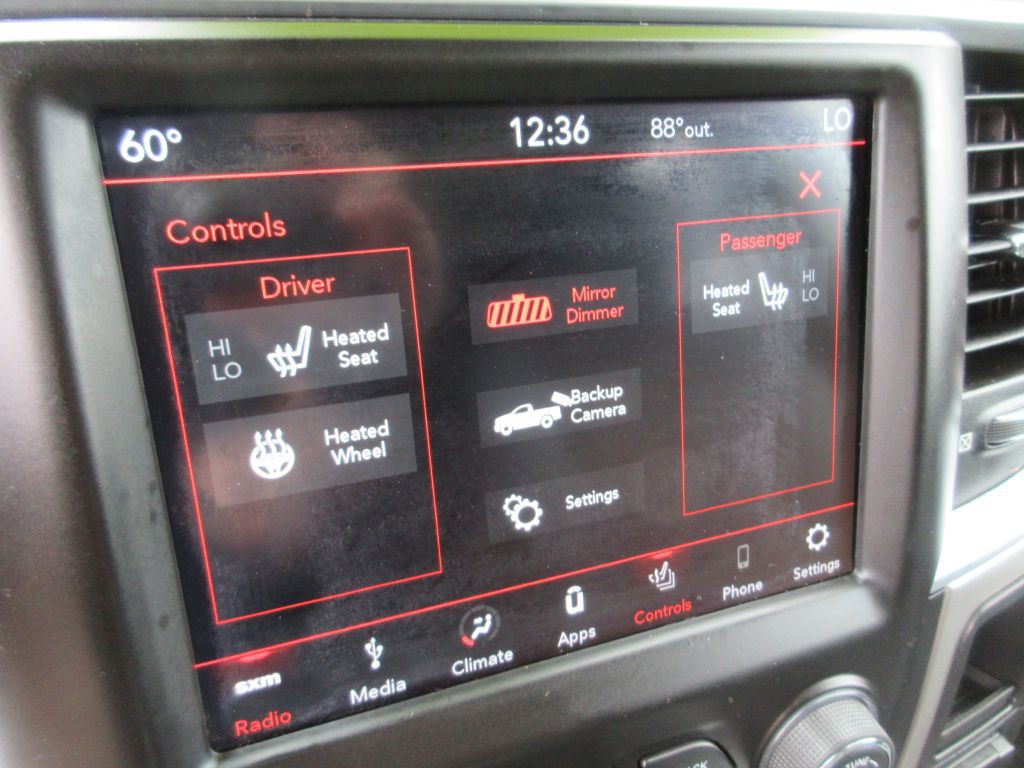 60° 12:36 88°out. LO
Controls
Driver
HI
LO
Heated
Seat
Heated
Wheel
Mirror
Dimmer
Backup
Camera
Settings
Passenger
Heated
Seat
HI
LO
sxm
Radio
Media
Climate
Apps
Controls
Phone
Settings
TUNE